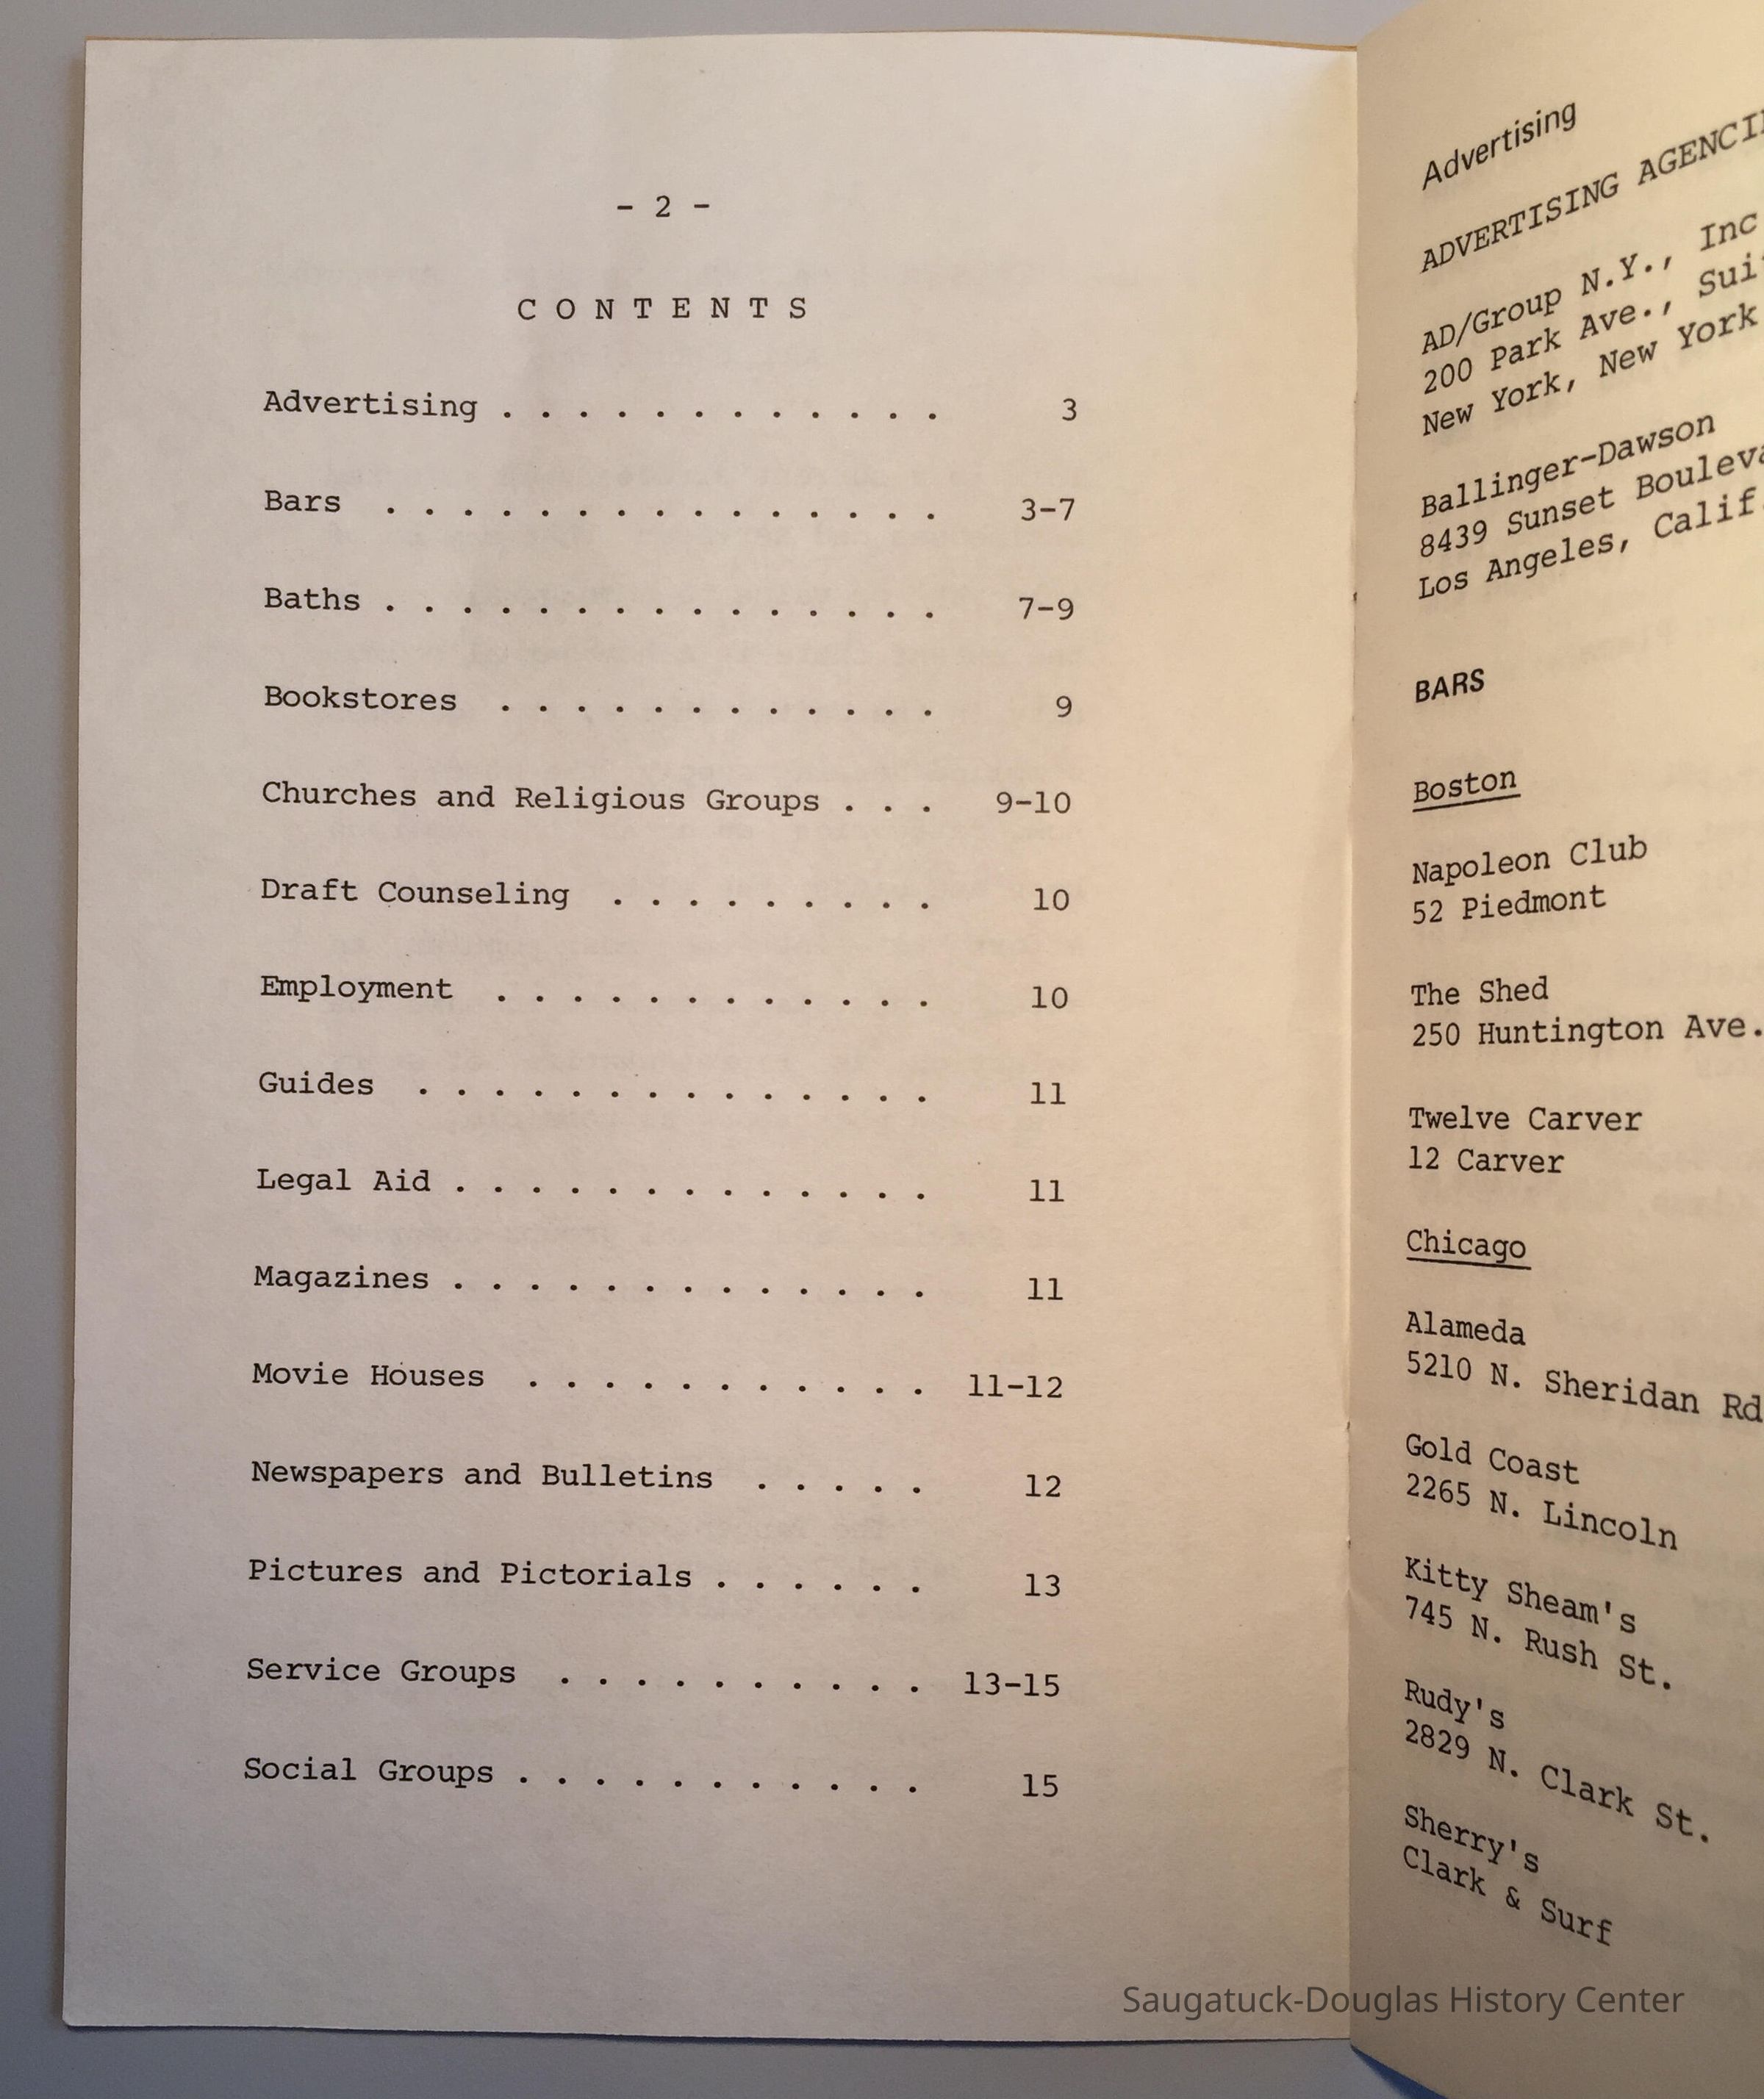 - 2 -
C O N T E N T S
Advertising . . . . . . . . . . . . 3
Bars . . . . . . . . . . . . . . . 3-7
Baths . . . . . . . . . . . . . . . 7-9
Bookstores . . . . . . . . . . . . 9
Churches and Religious Groups . . . 9-10
Draft Counseling . . . . . . . . . 10
Employment . . . . . . . . . . . . 10
Guides . . . . . . . . . . . . . . 11
Legal Aid . . . . . . . . . . . . . 11
Magazines . . . . . . . . . . . . . 11
Movie Houses . . . . . . . . . . . 11-12
Newspapers and Bulletins . . . . . 12
Pictures and Pictorials . . . . . . 13
Service Groups . . . . . . . . . . 13-15
Social Groups . . . . . . . . . . . 15
Advertising
ADVERTISING
AD/Group N.Y., Inc
200 Park Ave.,
New York, New York
Ballinger-Dawson
8439 Sunset
Los Angeles, Calif.
BARS
Boston
Napoleon Club
52 Piedmont
The Shed
250 Huntington Ave.
Twelve Carver
12 Carver
Chicago
Alameda
5210 N. Sheridan Rd
Gold Coast
2265 N. Lincoln
Kitty Sheam's
745 N. Rush St.
Rudy's
2829 N. Clark St.
Sherry's
Clark & Surf
Saugatuck-Douglas History Center